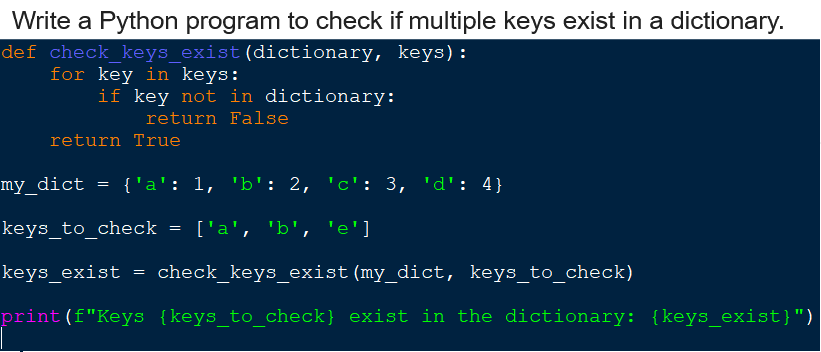 Write a Python program to check if multiple keys exist in a dictionary.
def check_keys_exist(dictionary, keys):
    for key in keys:
        if key not in dictionary:
            return False
    return True
my_dict = {'a': 1, 'b': 2, 'c': 3, 'd': 4}
keys_to_check = ['a', 'b', 'e']
keys_exist = check_keys_exist(my_dict, keys_to_check)
print(f"Keys {keys_to_check} exist in the dictionary: {keys_exist}")